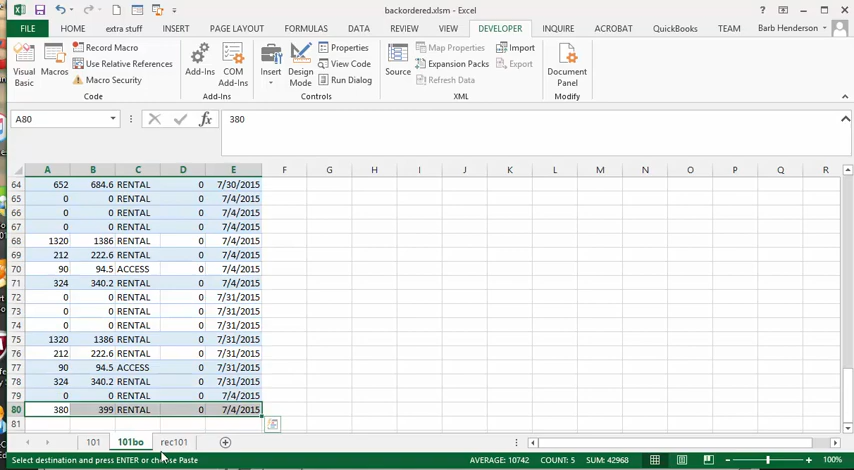 backordered.xlsm - Excel
FILE HOME extra stuff INSERT PAGE LAYOUT FORMULAS DATA REVIEW VIEW DEVELOPER INQUIRE ACROBAT QuickBooks TEAM Barb Henderson
Visual Basic
Macros
Record Macro
Use Relative References
Macro Security
Code
Add-Ins
COM Add-Ins
Add-Ins
Insert
Design Mode
Properties
View Code
Run Dialog
Controls
Source
Map Properties
Expansion Packs
Refresh Data
Import
Export
XML
Document Panel
Modify
A80 fx 380
A B C D E F G H I J K L M N O P Q R
64 652 684.6 RENTAL 0 7/30/2015
65 0 0 RENTAL 0 7/4/2015
66 0 0 RENTAL 0 7/4/2015
67 0 0 RENTAL 0 7/4/2015
68 1320 1386 RENTAL 0 7/4/2015
69 212 222.6 RENTAL 0 7/4/2015
70 90 94.5 ACCESS 0 7/4/2015
71 324 340.2 RENTAL 0 7/4/2015
72 0 0 RENTAL 0 7/31/2015
73 0 0 RENTAL 0 7/31/2015
74 0 0 RENTAL 0 7/31/2015
75 1320 1386 RENTAL 0 7/31/2015
76 212 222.6 RENTAL 0 7/31/2015
77 90 94.5 ACCESS 0 7/31/2015
78 324 340.2 RENTAL 0 7/31/2015
79 0 0 RENTAL 0 7/4/2015
80 380 399 RENTAL 0 7/4/2015
81
101 101bo rec101
Select destination and press ENTER or choose Paste AVERAGE: 10742 COUNT: 5 SUM: 42968 100%